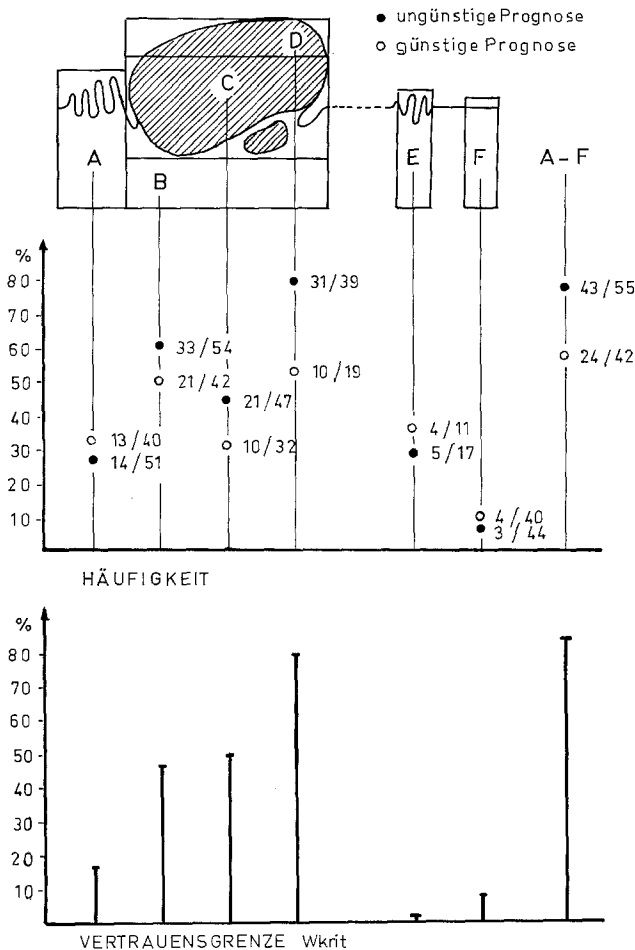 ● ungünstige Prognose
○ günstige Prognose
D
C
A
B
E
F
A-F
%
80
70
60
50
40
30
20
10
31/39
43/55
33/54
10/19
24/42
21/42
21/47
13/40
10/32
4/11
14/51
5/17
4/40
3/44
HÄUFIGKEIT
%
80
70
60
50
40
30
20
10
VERTRAUENSGRENZE Wkrit